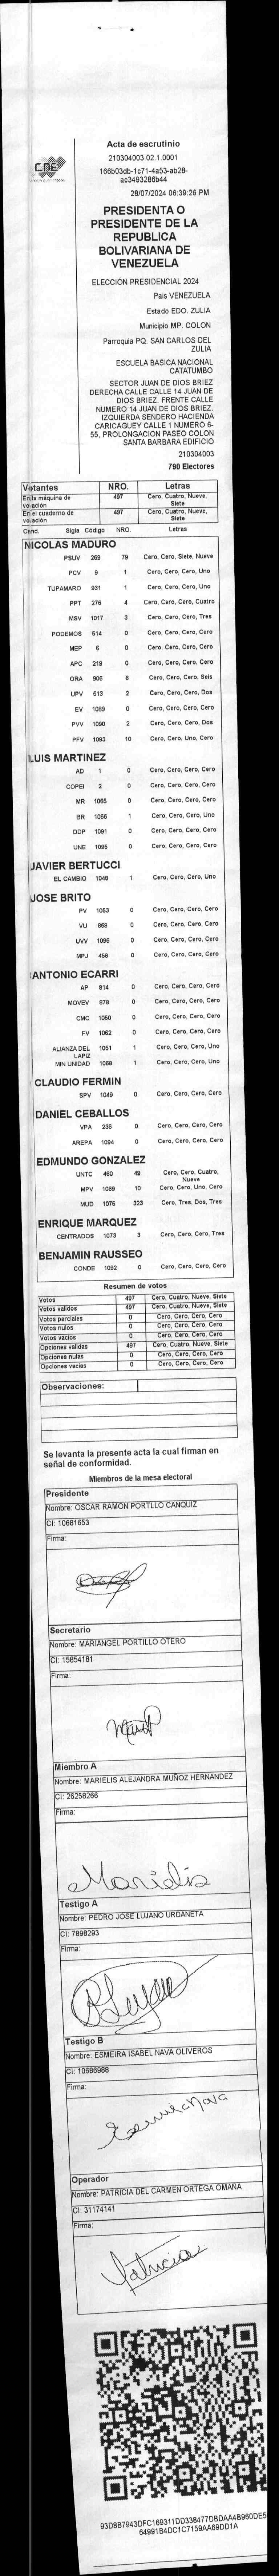 CNE
Acta de escrutinio
210304003.02.1.0001
166b03db-1c71-4a53-ab28-
ac3493286b44
28/07/2024 06:39:26 PM
PRESIDENTA O
PRESIDENTE DE LA
REPUBLICA
BOLIVARIANA DE
VENEZUELA
ELECCIÓN PRESIDENCIAL 2024
Pais VENEZUELA
Estado EDO. ZULIA
Municipio MP. COLON
Parroquia PQ. SAN CARLOS DEL
ZULIA
ESCUELA BASICA NACIONAL
CATATUMBO
SECTOR JUAN DE DIOS BRIEZ
DERECHA CALLE CALLE 14 JUAN DE
DIOS BRIEZ. FRENTE CALLE
NUMERO 14 JUAN DE DIOS BRIEZ.
IZQUIERDA SENDERO HACIENDA
CARICAGUEY CALLE 1 NUMERO 6-
55, PROLONGACION PASEO COLON
SANTA BARBARA EDIFICIO
210304003
790 Electores
Votantes NRO. Letras
En la máquina de votación 497 Cero, Cuatro, Nueve, Siete
En el cuaderno de votación 497 Cero, Cuatro, Nueve, Siete
Cand. Sigla Código NRO. Letras
NICOLAS MADURO
PSUV 269 79 Cero, Cero, Siete, Nueve
PCV 9 1 Cero, Cero, Cero, Uno
TUPAMARO 931 1 Cero, Cero, Cero, Uno
PPT 276 4 Cero, Cero, Cero, Cuatro
MSV 1017 3 Cero, Cero, Cero, Tres
PODEMOS 514 0 Cero, Cero, Cero, Cero
MEP 6 0 Cero, Cero, Cero, Cero
APC 219 0 Cero, Cero, Cero, Cero
ORA 906 6 Cero, Cero, Cero, Seis
UPV 613 2 Cero, Cero, Cero, Dos
EV 1089 0 Cero, Cero, Cero, Cero
PVV 1090 2 Cero, Cero, Cero, Dos
PFV 1093 10 Cero, Cero, Uno, Cero
LUIS MARTINEZ
AD 1 0 Cero, Cero, Cero, Cero
COPEI 2 0 Cero, Cero, Cero, Cero
MR 1065 0 Cero, Cero, Cero, Cero
BR 1066 1 Cero, Cero, Cero, Uno
DDP 1091 0 Cero, Cero, Cero, Cero
UNE 1095 0 Cero, Cero, Cero, Cero
JAVIER BERTUCCI
EL CAMBIO 1048 1 Cero, Cero, Cero, Uno
JOSE BRITO
PV 1053 0 Cero, Cero, Cero, Cero
VU 868 0 Cero, Cero, Cero, Cero
UVV 1096 0 Cero, Cero, Cero, Cero
MPJ 458 0 Cero, Cero, Cero, Cero
ANTONIO ECARRI
AP 814 0 Cero, Cero, Cero, Cero
MOVEV 878 0 Cero, Cero, Cero, Cero
CMC 1050 0 Cero, Cero, Cero, Cero
FV 1062 0 Cero, Cero, Cero, Cero
ALIANZA DEL LAPIZ 1051 1 Cero, Cero, Cero, Uno
MIN UNIDAD 1068 1 Cero, Cero, Cero, Uno
CLAUDIO FERMIN
SPV 1049 0 Cero, Cero, Cero, Cero
DANIEL CEBALLOS
VPA 236 0 Cero, Cero, Cero, Cero
AREPA 1094 0 Cero, Cero, Cero, Cero
EDMUNDO GONZALEZ
UNTC 460 49 Cero, Cero, Cuatro, Nueve
MPV 1069 10 Cero, Cero, Uno, Cero
MUD 1075 323 Cero, Tres, Dos, Tres
ENRIQUE MARQUEZ
CENTRADOS 1073 3 Cero, Cero, Cero, Tres
BENJAMIN RAUSSEO
CONDE 1092 0 Cero, Cero, Cero, Cero
Resumen de votos
Votos 497 Cero, Cuatro, Nueve, Siete
Votos validos 497 Cero, Cuatro, Nueve, Siete
Votos parciales 0 Cero, Cero, Cero, Cero
Votos nulos 0 Cero, Cero, Cero, Cero
Votos vacios 0 Cero, Cero, Cero, Cero
Opciones validas 497 Cero, Cuatro, Nueve, Siete
Opciones nulas 0 Cero, Cero, Cero, Cero
Opciones vacias 0 Cero, Cero, Cero, Cero
Observaciones:
Se levanta la presente acta la cual firman en
señal de conformidad.
Miembros de la mesa electoral
Presidente
Nombre: OSCAR RAMON PORTLLO CANQUIZ
CI: 10681653
Firma:
Secretario
Nombre: MARIANGEL PORTILLO OTERO
CI: 15854181
Firma:
Miembro A
Nombre: MARIELIS ALEJANDRA MUÑOZ HERNANDEZ
CI: 26258266
Firma:
Marielis
Testigo A
Nombre: PEDRO JOSE LUJANO URDANETA
CI: 7898293
Firma:
Testigo B
Nombre: ESMEIRA ISABEL NAVA OLIVEROS
CI: 10686988
Firma:
Operador
Nombre: PATRICIA DEL CARMEN ORTEGA OMAÑA
CI: 31174141
Firma:
Patricia
93D8B7943DFC169311DD338477DBDAA4B960DE5
64991B4DC1C7159AA69DD1A